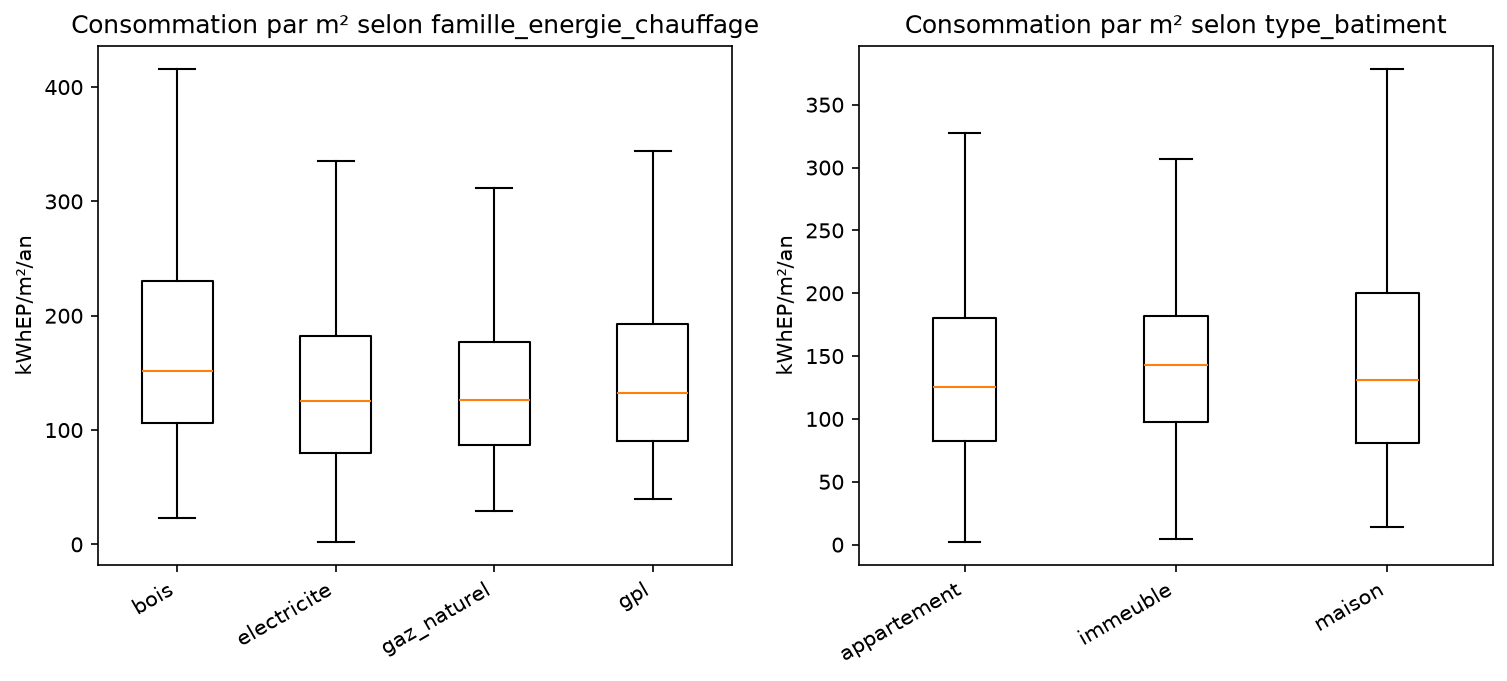 Consommation par m² selon famille_energie_chauffage
kWhEP/m²/an
400
300
200
100
0
bois
electricite
gaz_naturel
gpl
Consommation par m² selon type_batiment
kWhEP/m²/an
350
300
250
200
150
100
50
0
appartement
immeuble
maison